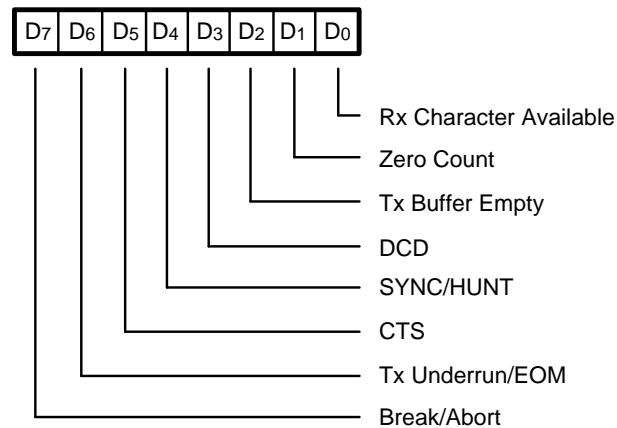 D7 D6 D5 D4 D3 D2 D1 D0
Rx Character Available
Zero Count
Tx Buffer Empty
DCD
SYNC/HUNT
CTS
Tx Underrun/EOM
Break/Abort